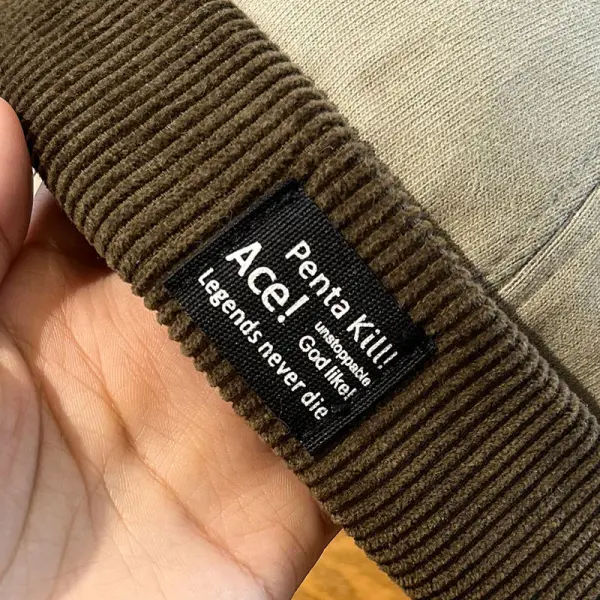 Penta Kill!
Ace!
unstoppable
God like!
Legends never die